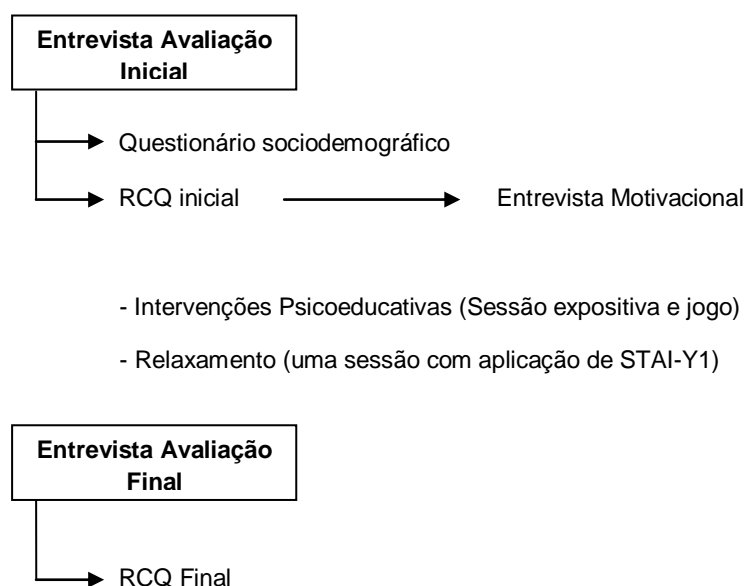 Entrevista Avaliação
Inicial
Questionário sociodemográfico
RCQ inicial Entrevista Motivacional
- Intervenções Psicoeducativas (Sessão expositiva e jogo)
- Relaxamento (uma sessão com aplicação de STAI-Y1)
Entrevista Avaliação
Final
RCQ Final